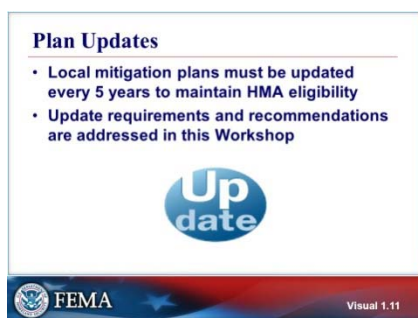 Plan Updates
• Local mitigation plans must be updated
every 5 years to maintain HMA eligibility
• Update requirements and recommendations
are addressed in this Workshop
Up
date
FEMA
Visual 1.11